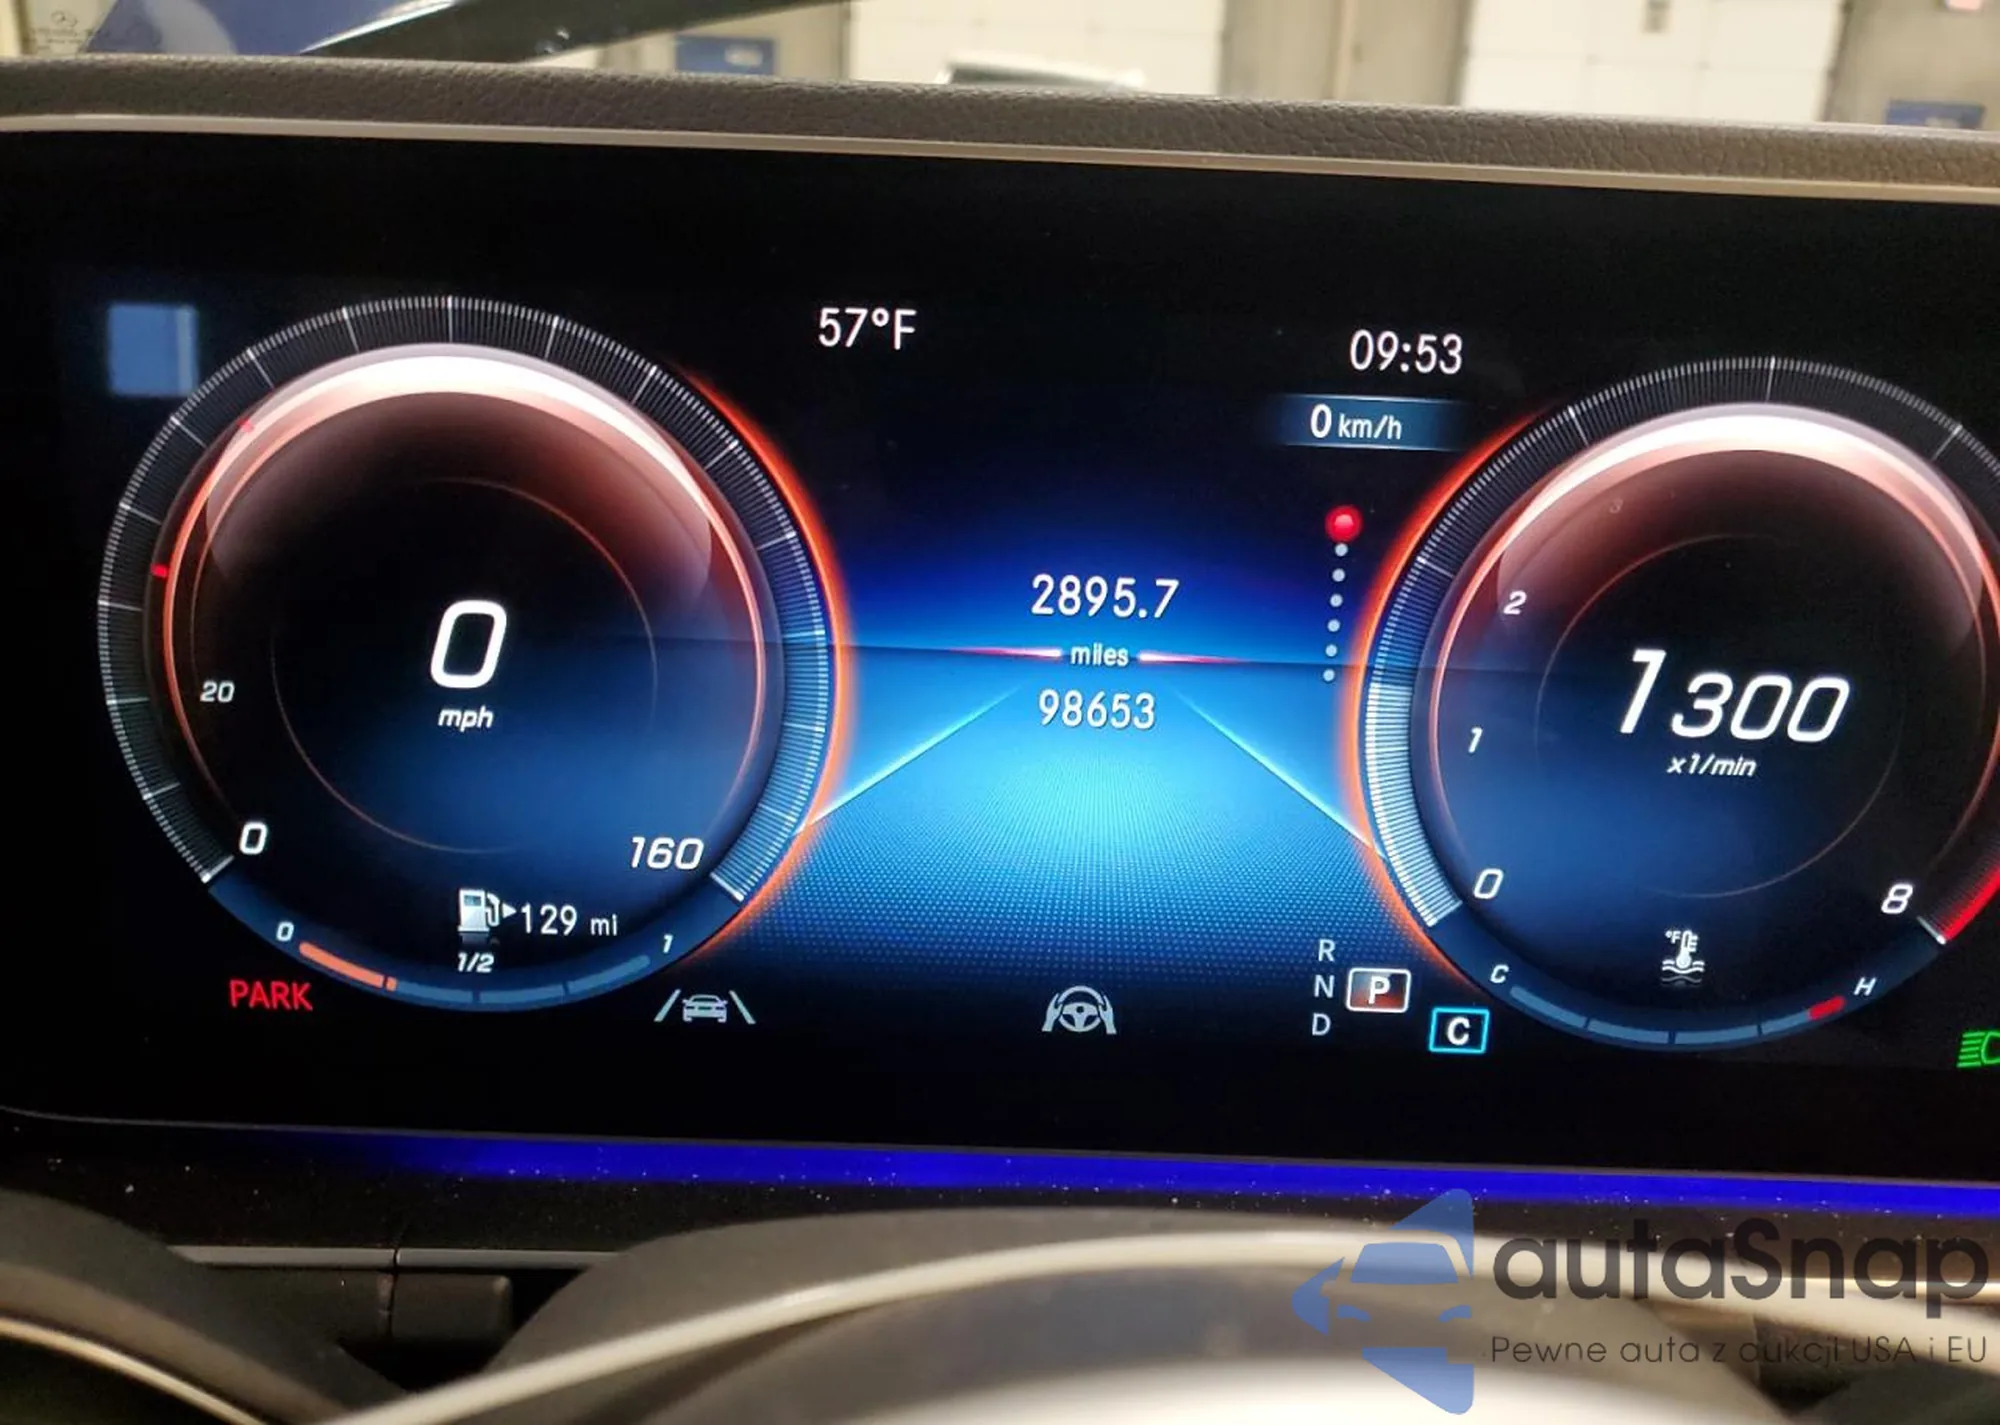 57°F
09:53
0 km/h
2895.7
miles
98653
0
mph
20
0
160
129 mi
0
1/2
1
PARK
3
2
1
0
8
1300
x1/min
°F
C
H
R
N
D
P
C
autaSnap
Pewne auta z aukcji USA i EU